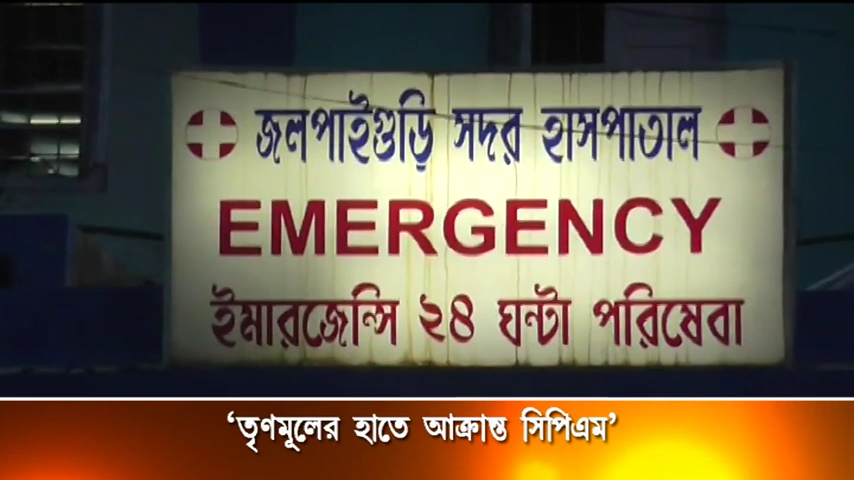 জলপাইগুড়ি সদর হাসপাতাল
EMERGENCY
ইমারজেন্সি ২৪ ঘন্টা পরিষেবা
‘তৃণমূলের হাতে আক্রান্ত সিপিএম’